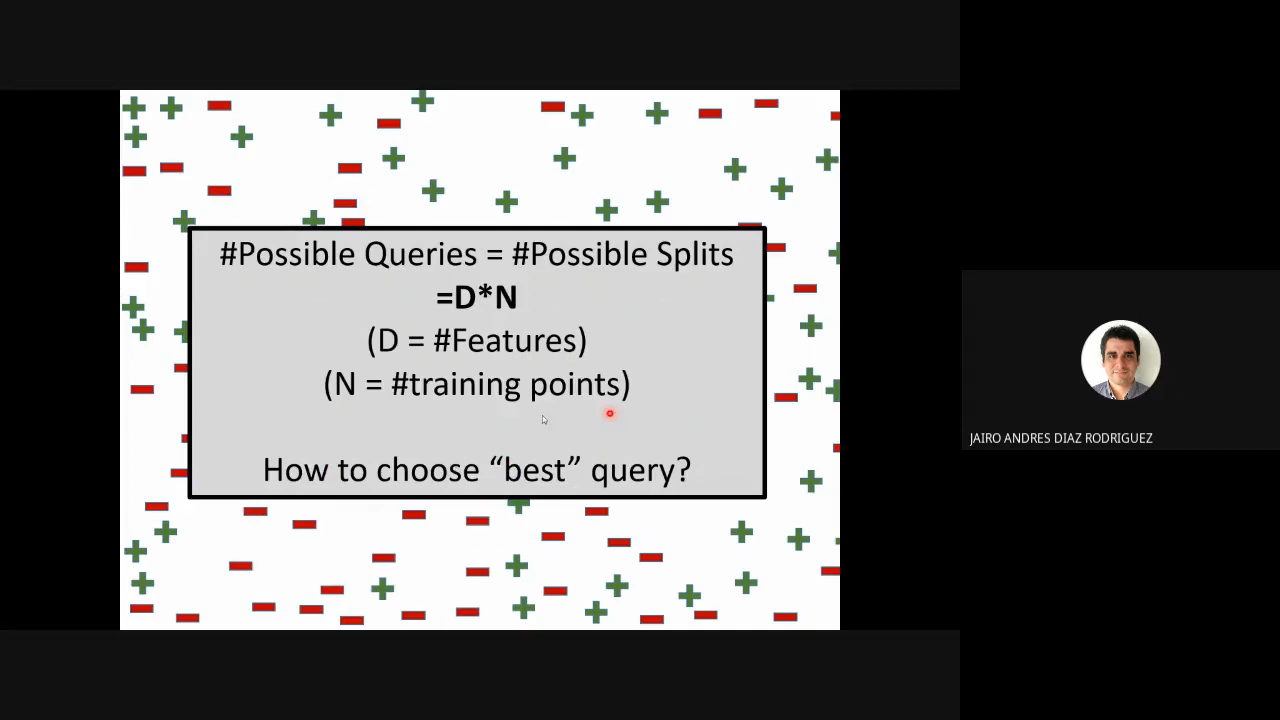 #Possible Queries = #Possible Splits
=D*N
(D = #Features)
(N = #training points)
How to choose “best” query?
JAIRO ANDRES DIAZ RODRIGUEZ